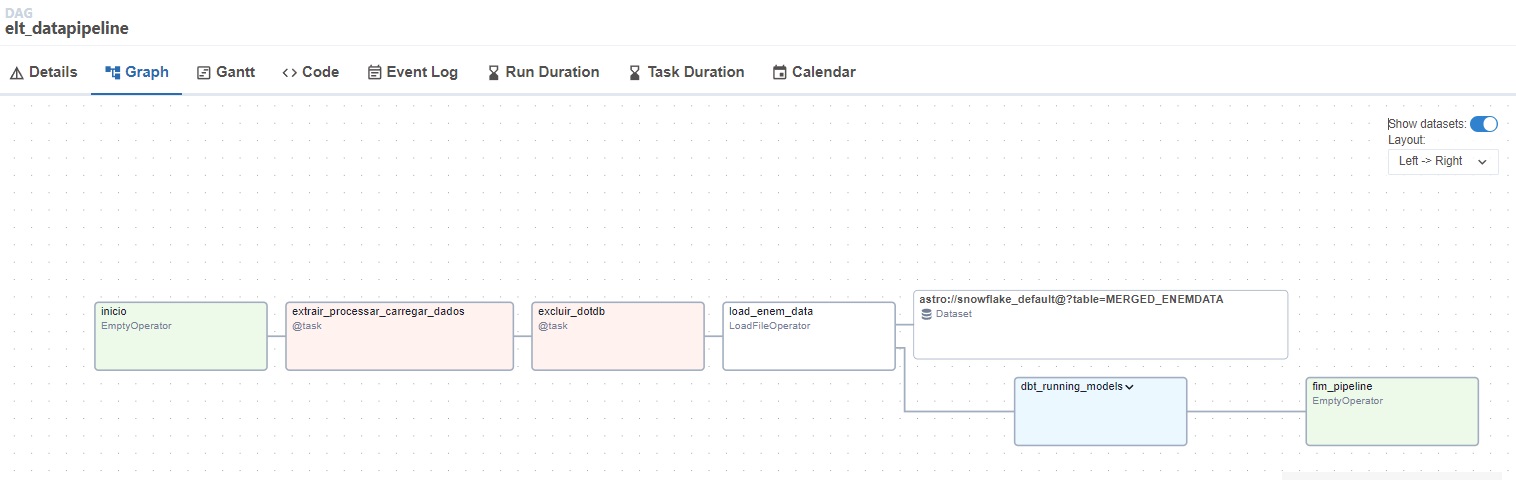 DAG
elt_datapipeline
Details
Graph
Gantt
Code
Event Log
Run Duration
Task Duration
Calendar
Show datasets:
Layout:
Left -> Right
inicio
EmptyOperator
extrair_processar_carregar_dados
@task
excluir_dotdb
@task
load_enem_data
LoadFileOperator
astro://snowflake_default@?table=MERGED_ENEMDATA
Dataset
dbt_running_models
fim_pipeline
EmptyOperator